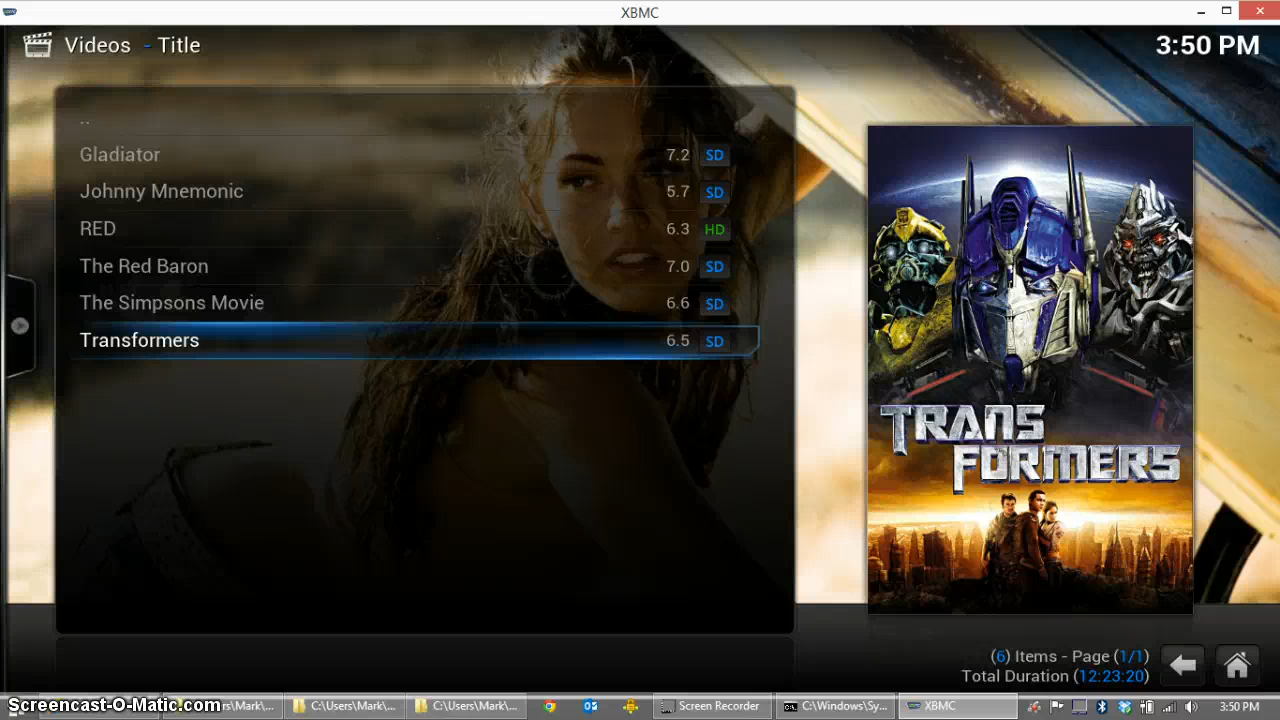 XBMC
Videos - Title
3:50 PM
..
Gladiator 7.2 SD
Johnny Mnemonic 5.7 SD
RED 6.3 HD
The Red Baron 7.0 SD
The Simpsons Movie 6.6 SD
Transformers 6.5 SD
TRANS
FORMERS
(6) Items - Page (1/1)
Total Duration (12:23:20)
Screencast-O-Matic.com
rs\Mark\...
C:\Users\Mark\...
C:\Users\Mark\...
Screen Recorder
C:\Windows\Sy...
XBMC
3:50 PM